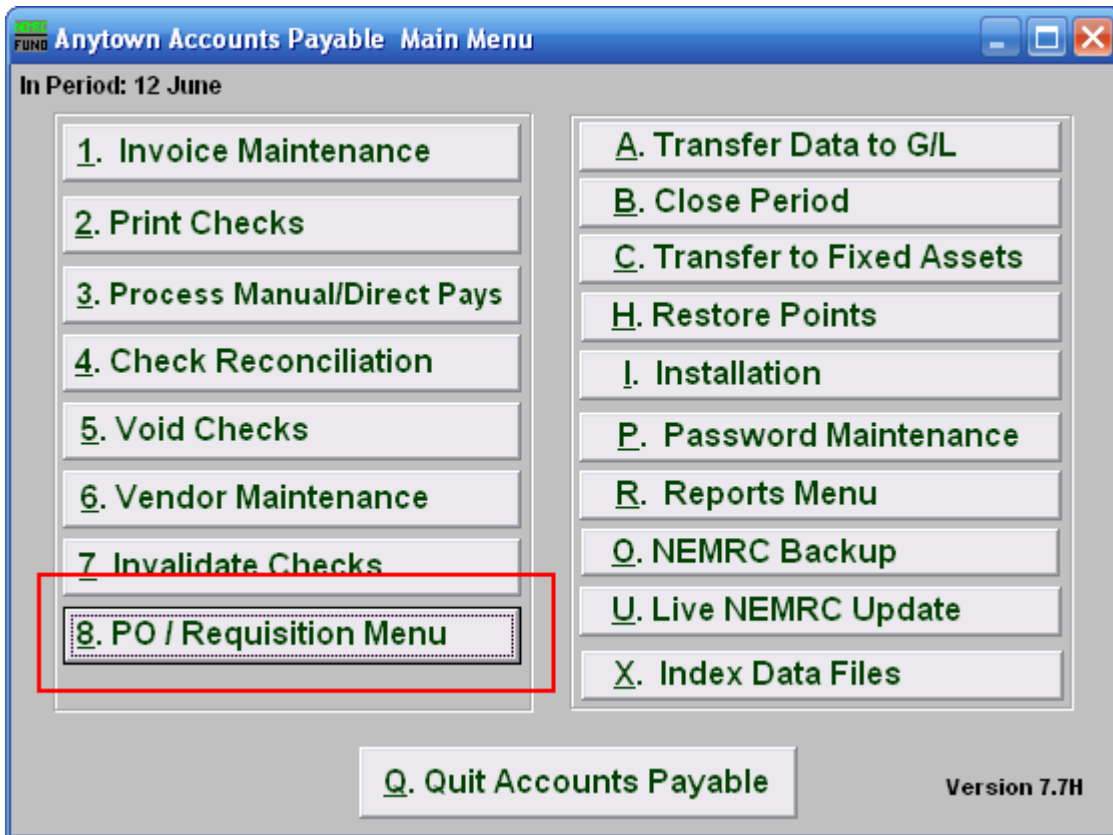 NEMRC
FUND Anytown Accounts Payable Main Menu
In Period: 12 June
1. Invoice Maintenance
2. Print Checks
3. Process Manual/Direct Pays
4. Check Reconciliation
5. Void Checks
6. Vendor Maintenance
7 Invalidate Checks
8. PO / Requisition Menu
A. Transfer Data to G/L
B. Close Period
C. Transfer to Fixed Assets
H. Restore Points
I. Installation
P. Password Maintenance
R. Reports Menu
O. NEMRC Backup
U. Live NEMRC Update
X. Index Data Files
Q. Quit Accounts Payable
Version 7.7H